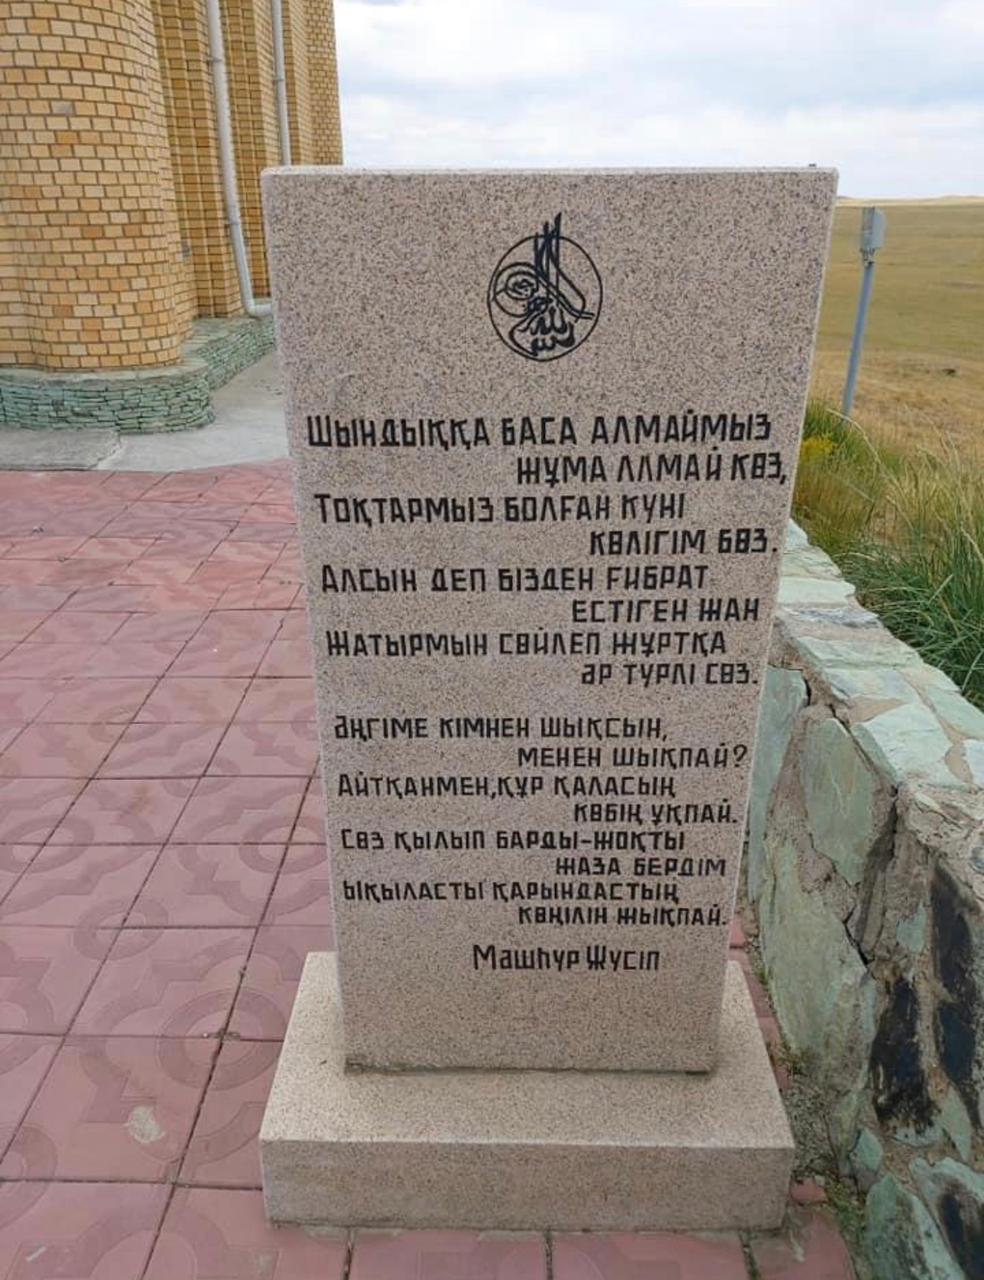 Шындыққа баса алмаймыз
жұма алмай көз,
Тоқтармыз болған күні
көлігім бөз.
Алсын деп бізден ғибрат
естіген жан
Жатырмын сөйлеп жұртқа
әр түрлі сөз.
Әңгіме кімнен шықсын,
менен шықпай?
Айтқанмен,құр қаласың
көбің ұқпай.
Сөз қылып барды-жоқты
жаза бердім
ықыласты қарындастың
көңілін жықпай.
Машһүр Жүсіп